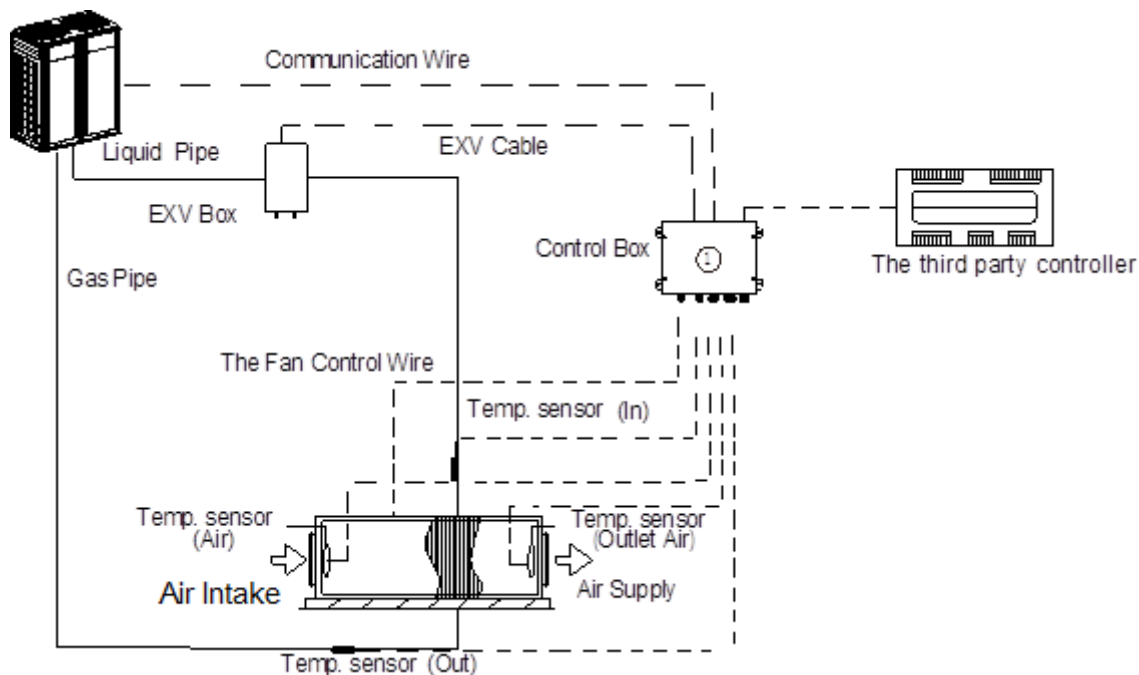 Communication Wire
EXV Cable
Liquid Pipe
EXV Box
Control Box
1
The third party controller
Gas Pipe
The Fan Control Wire
Temp. sensor (In)
Temp. sensor
(Air)
Temp. sensor
(Outlet Air)
Air Intake
Air Supply
Temp. sensor (Out)